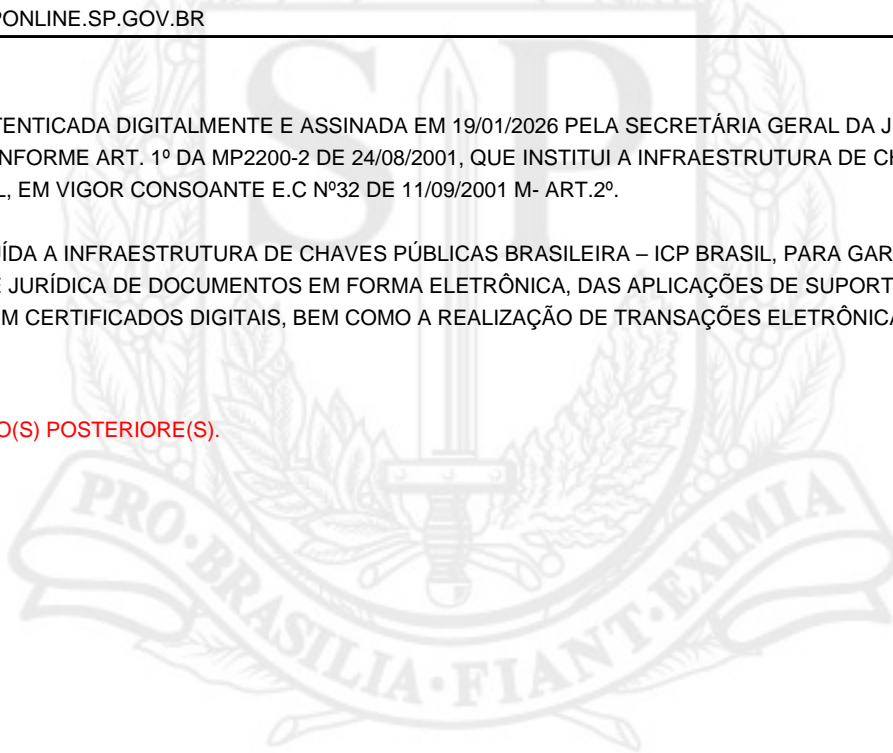 PONLINE.SP.GOV.BR
TENTICADA DIGITALMENTE E ASSINADA EM 19/01/2026 PELA SECRETÁRIA GERAL DA J
NFORME ART. 1º DA MP2200-2 DE 24/08/2001, QUE INSTITUI A INFRAESTRUTURA DE CH
L, EM VIGOR CONSOANTE E.C Nº32 DE 11/09/2001 M- ART.2º.
UÍDA A INFRAESTRUTURA DE CHAVES PÚBLICAS BRASILEIRA – ICP BRASIL, PARA GAR
E JURÍDICA DE DOCUMENTOS EM FORMA ELETRÔNICA, DAS APLICAÇÕES DE SUPORT
EM CERTIFICADOS DIGITAIS, BEM COMO A REALIZAÇÃO DE TRANSAÇÕES ELETRÔNICA
O(S) POSTERIORE(S).
SP
PRO·BRASILIA·FIANT·EXIMIA